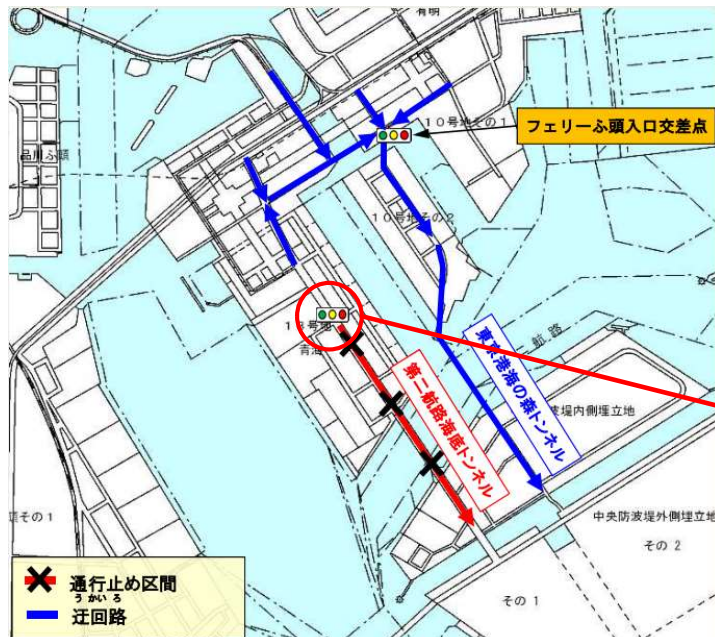 有明
10号地その1
フェリーふ頭入口交差点
品川ふ頭
10号地その2
13号地
青海
航路
第二航路海底トンネル
東京港海の森トンネル
波堤内側埋立地
中央防波堤外側埋立地
その1
その2
その1
通行止め区間
うかいろ
迂回路